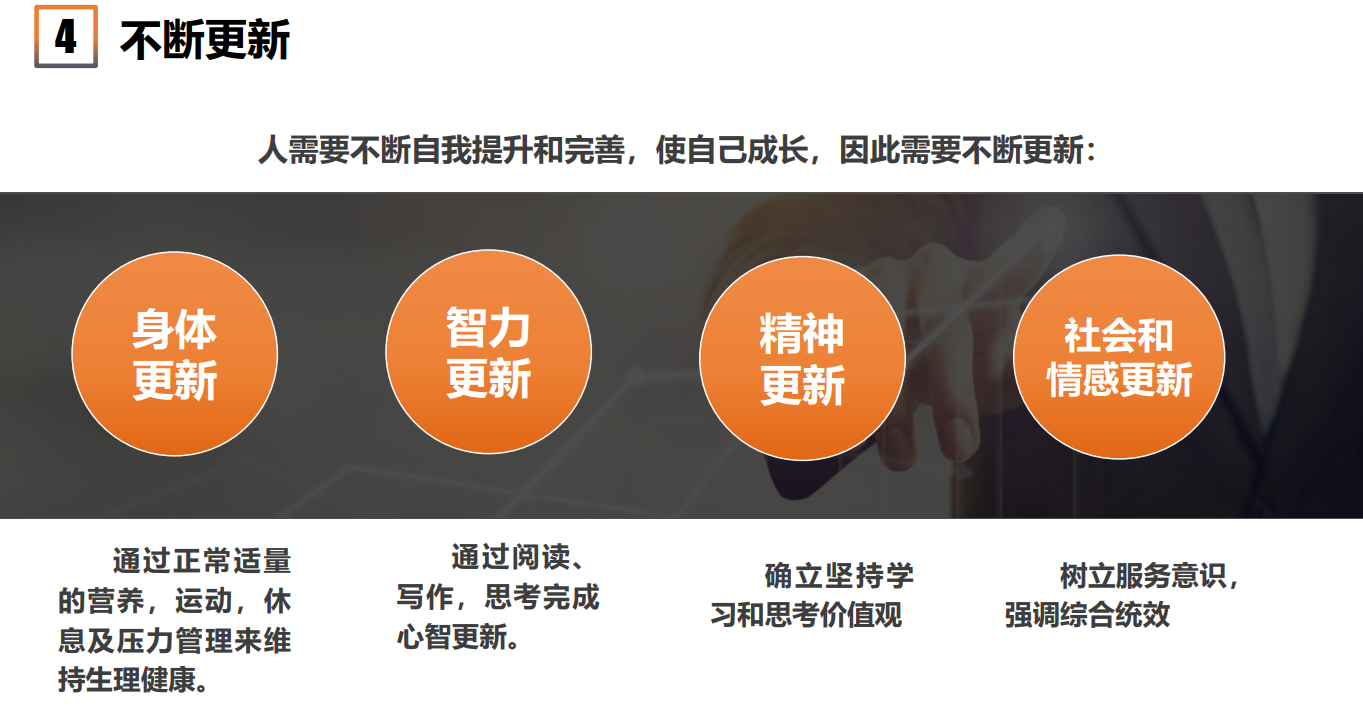 4 不断更新
人需要不断自我提升和完善，使自己成长，因此需要不断更新：
身体
更新
智力
更新
精神
更新
社会和
情感更新
通过正常适量
的营养，运动，休
息及压力管理来维
持生理健康。
通过阅读、
写作，思考完成
心智更新。
确立坚持学
习和思考价值观
树立服务意识，
强调综合统效